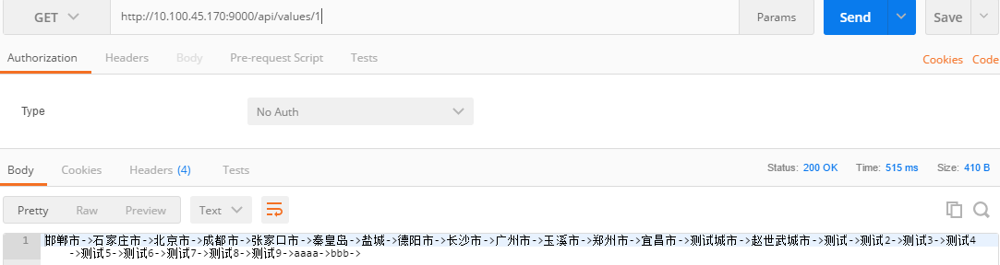 GET http://10.100.45.170:9000/api/values/1 Params Send Save
Authorization Headers Body Pre-request Script Tests Cookies Code
Type No Auth
Body Cookies Headers (4) Tests Status: 200 OK Time: 515 ms Size: 410 B
Pretty Raw Preview Text
1 邯郸市->石家庄市->北京市->成都市->张家口市->秦皇岛->盐城->德阳市->长沙市->广州市->玉溪市->郑州市->宜昌市->测试城市->赵世武城市->测试->测试2->测试3->测试4
->测试5->测试6->测试7->测试8->测试9->aaaa->bbb->